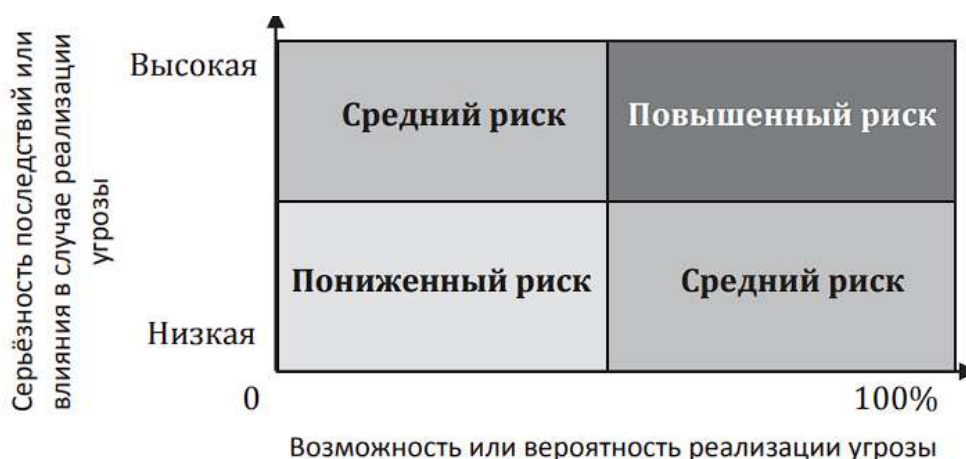 Серьёзность последствий или
влияния в случае реализации
угрозы
Высокая
Средний риск
Повышенный риск
Пониженный риск
Средний риск
Низкая
0
100%
Возможность или вероятность реализации угрозы